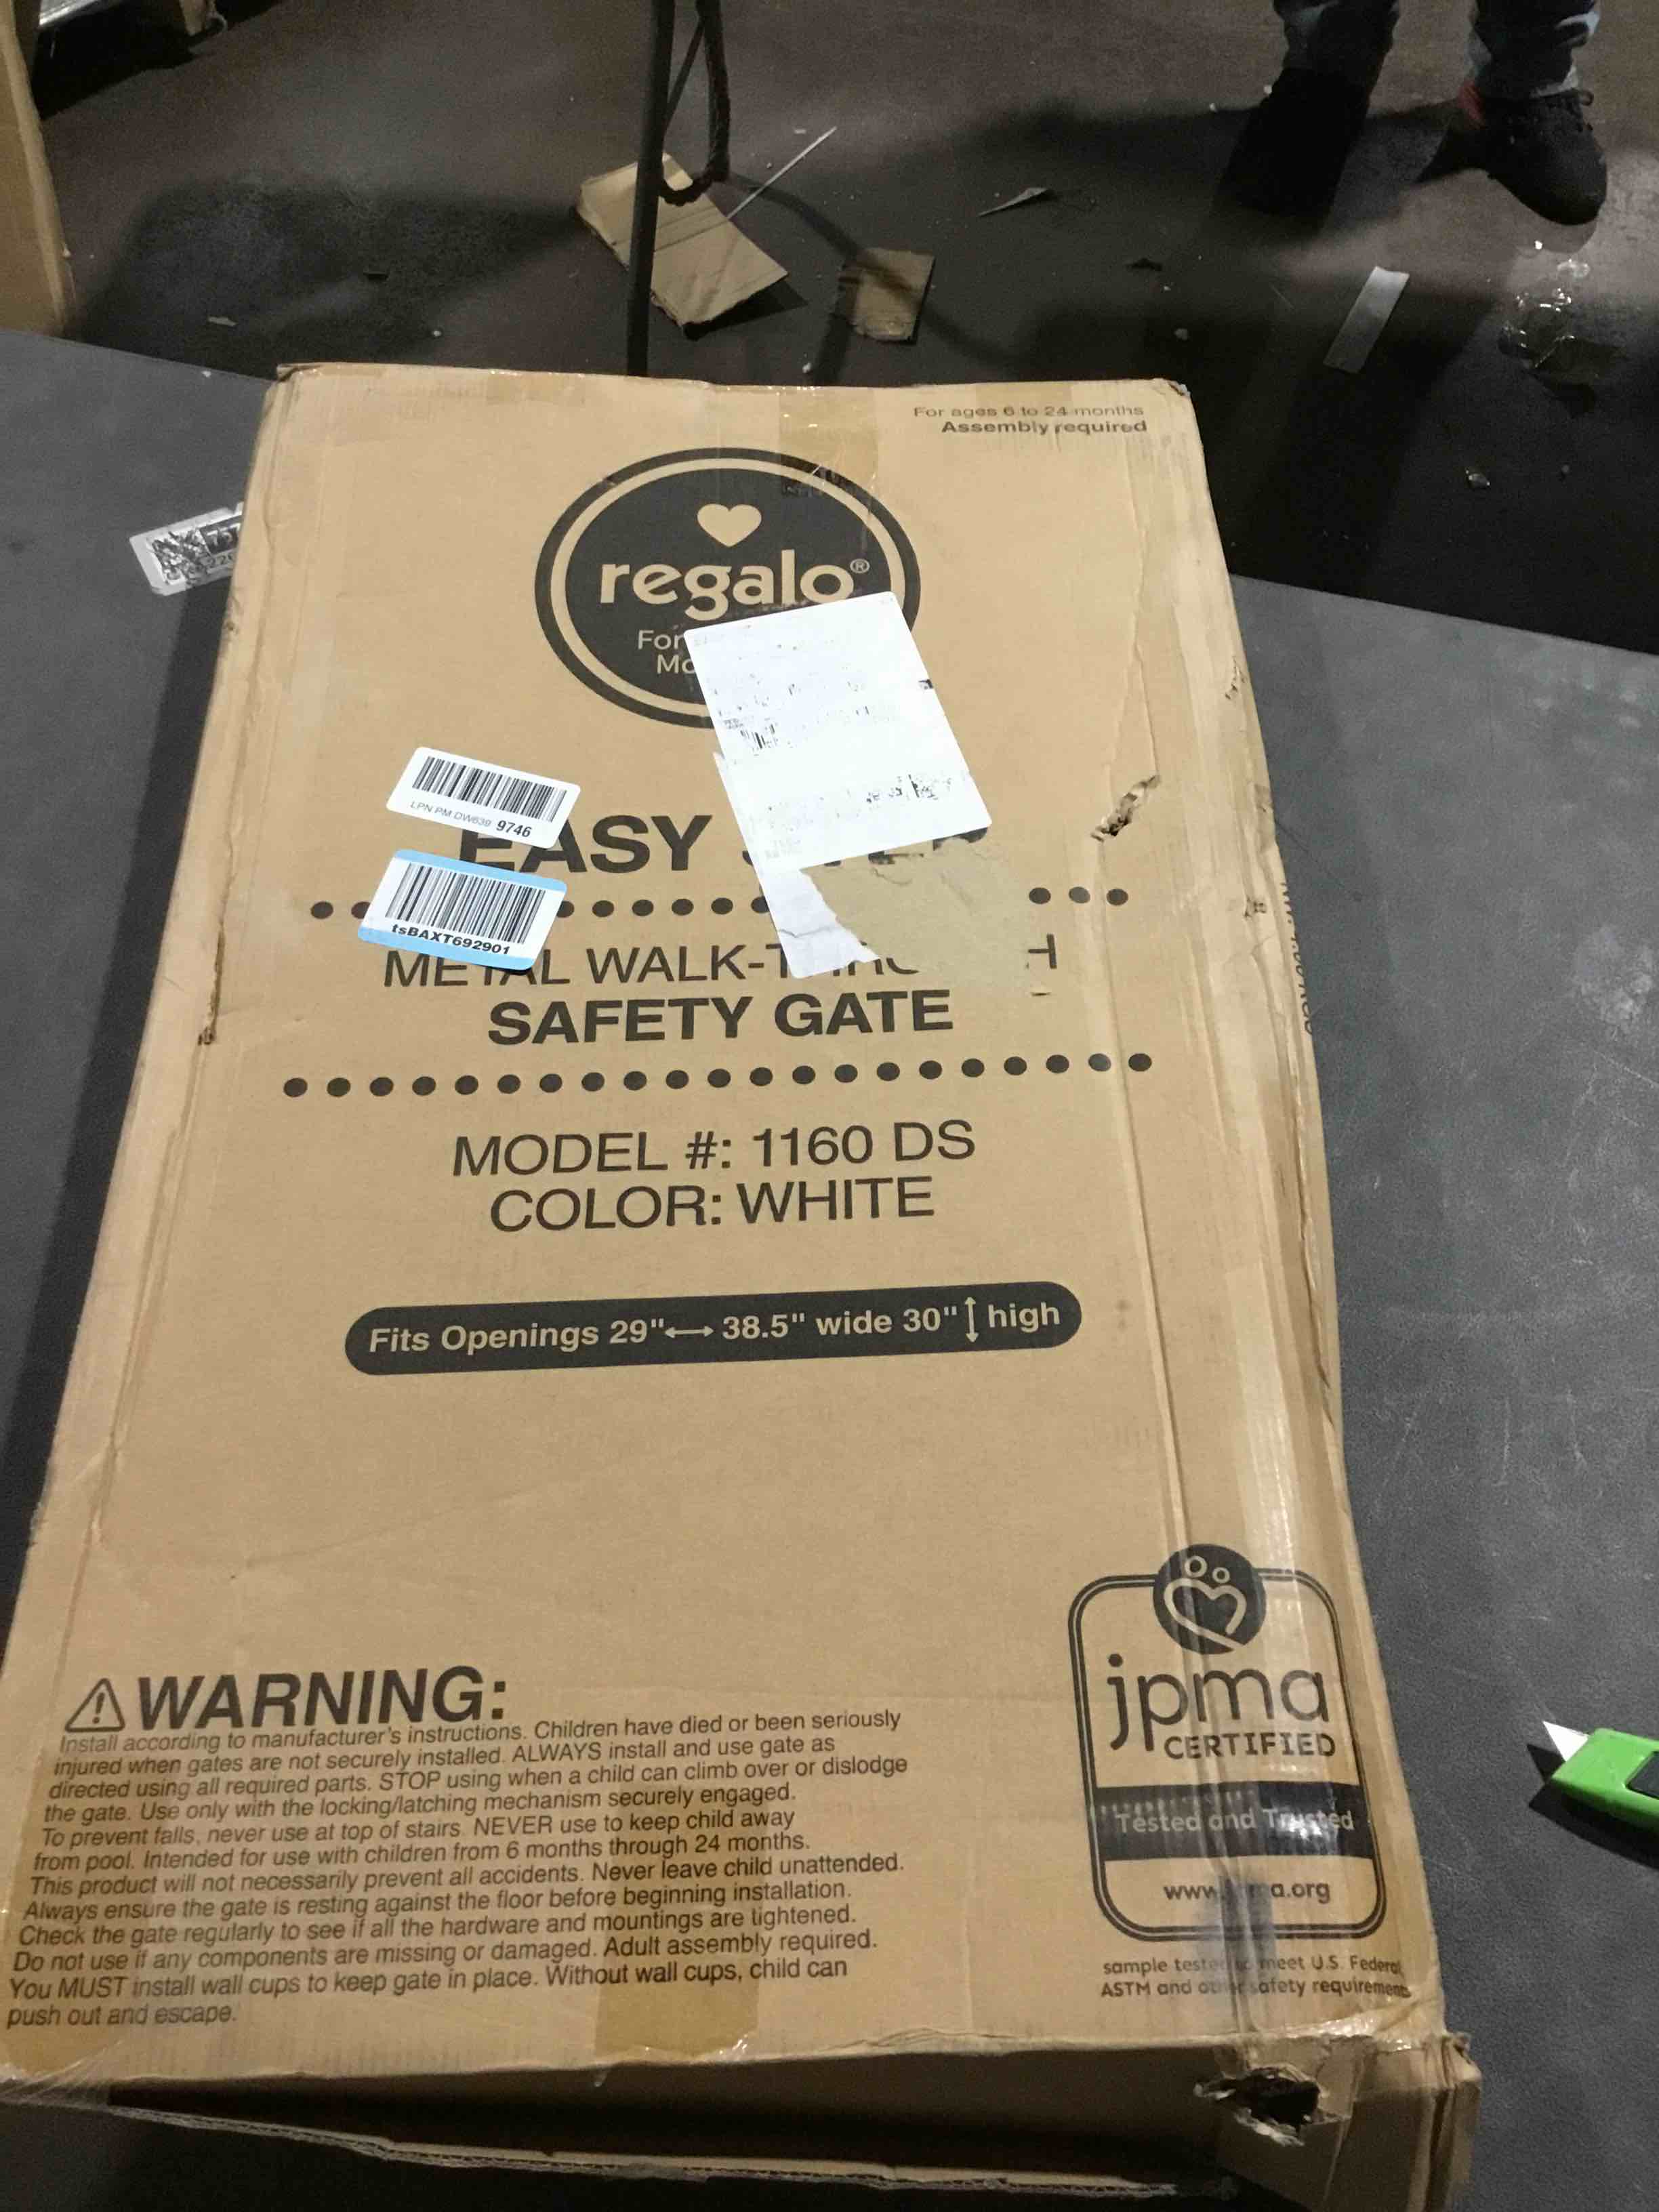 For ages 6 to 24 months
Assembly required
regalo®
For
Mo
LPN PM DW639 9746
EASY
tsBAXT692901
METAL WALK-T
SAFETY GATE
MODEL #: 1160 DS
COLOR: WHITE
Fits Openings 29"↔ 38.5" wide 30"↕ high
⚠WARNING:
Install according to manufacturer's instructions. Children have died or been seriously
injured when gates are not securely installed. ALWAYS install and use gate as
directed using all required parts. STOP using when a child can climb over or dislodge
the gate. Use only with the locking/latching mechanism securely engaged.
To prevent falls, never use at top of stairs. NEVER use to keep child away
from pool. Intended for use with children from 6 months through 24 months.
This product will not necessarily prevent all accidents. Never leave child unattended.
Always ensure the gate is resting against the floor before beginning installation.
Check the gate regularly to see if all the hardware and mountings are tightened.
Do not use if any components are missing or damaged. Adult assembly required.
You MUST install wall cups to keep gate in place. Without wall cups, child can
push out and escape.
jpma
CERTIFIED
Tested and Trusted
www. ma.org
sample tested to meet U.S. Federal,
ASTM and other safety requirements